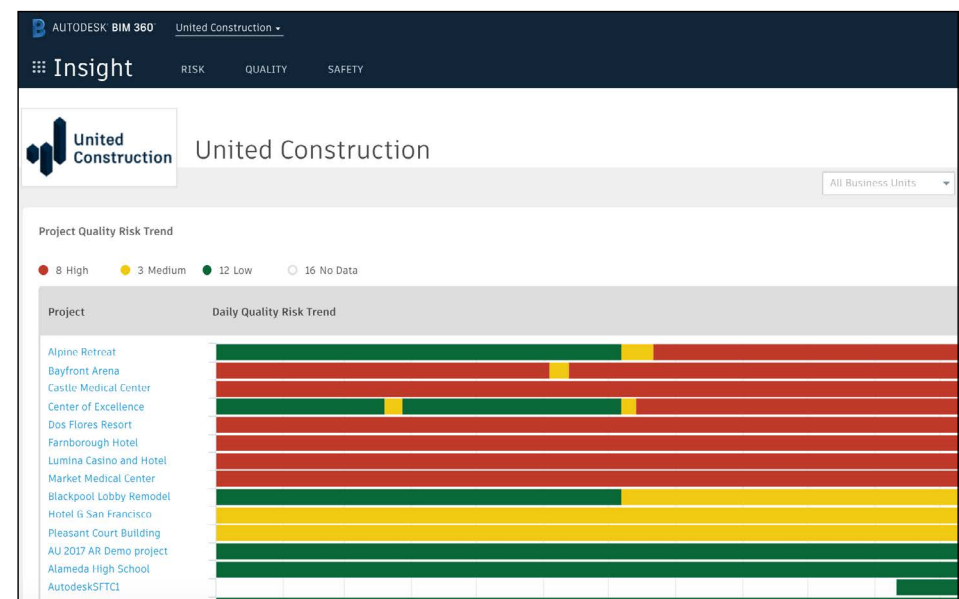 AUTODESK® BIM 360™ United Construction
Insight RISK QUALITY SAFETY
United Construction
United Construction
All Business Units
Project Quality Risk Trend
8 High 3 Medium 12 Low 16 No Data
Project Daily Quality Risk Trend
Alpine Retreat
Bayfront Arena
Castle Medical Center
Center of Excellence
Dos Flores Resort
Farnborough Hotel
Lumina Casino and Hotel
Market Medical Center
Blackpool Lobby Remodel
Hotel G San Francisco
Pleasant Court Building
AU 2017 AR Demo project
Alameda High School
AutodeskSFTC1